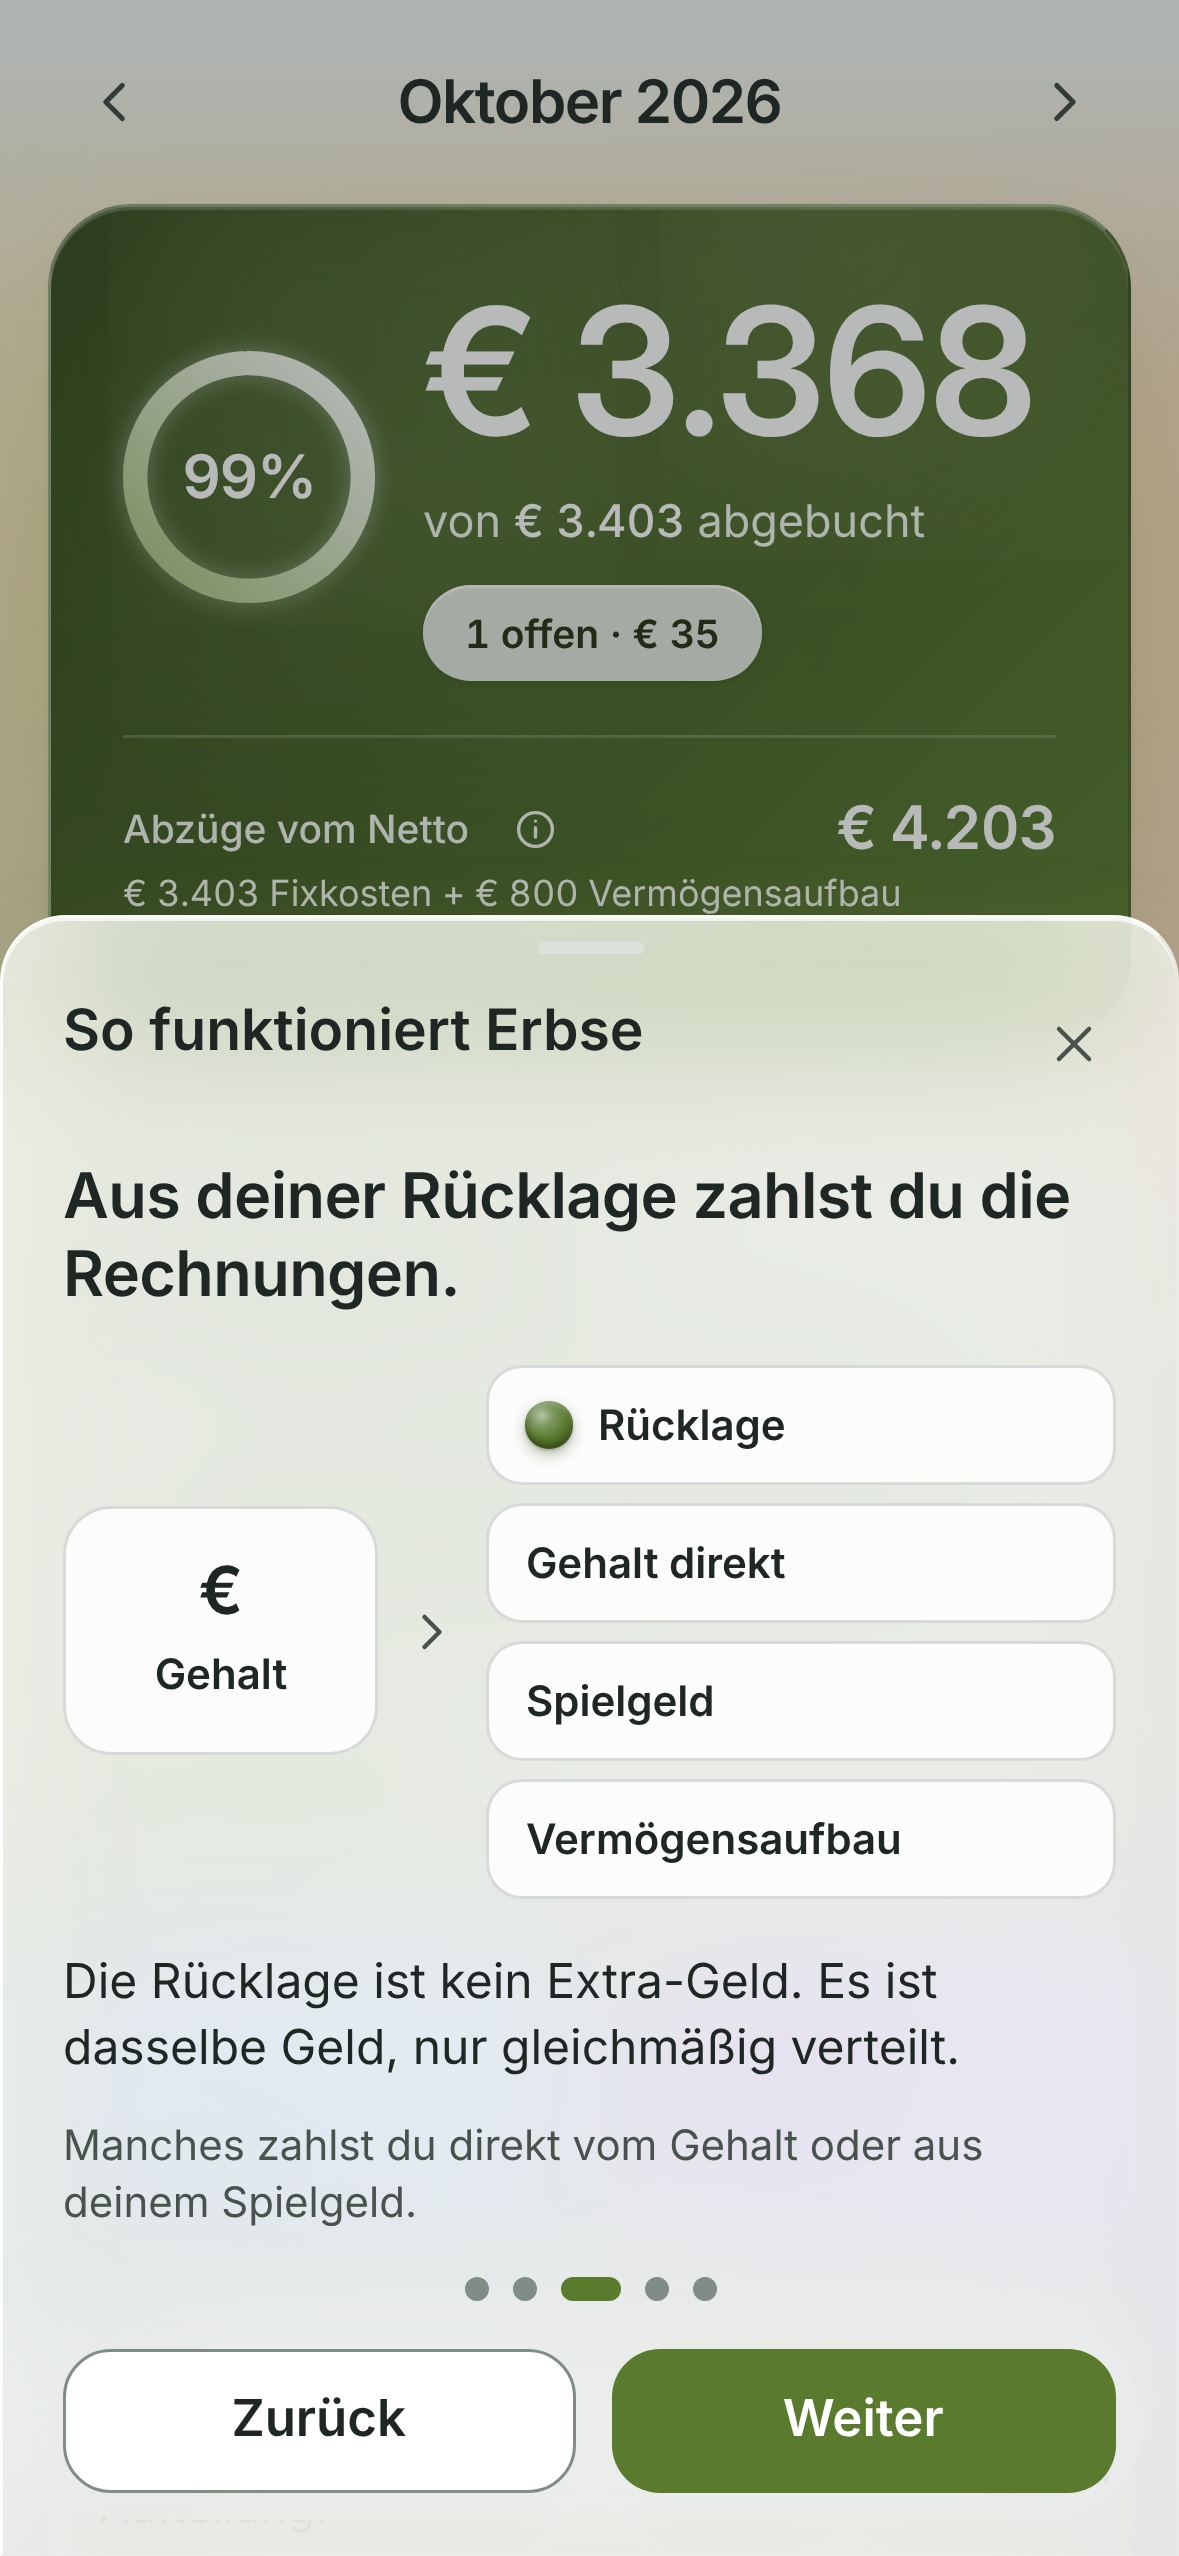 Oktober 2026
99%
€ 3.368
von € 3.403 abgebucht
1 offen · € 35
Abzüge vom Netto
€ 4.203
€ 3.403 Fixkosten + € 800 Vermögensaufbau
So funktioniert Erbse
Aus deiner Rücklage zahlst du die
Rechnungen.
€
Gehalt
Rücklage
Gehalt direkt
Spielgeld
Vermögensaufbau
Die Rücklage ist kein Extra-Geld. Es ist
dasselbe Geld, nur gleichmäßig verteilt.
Manches zahlst du direkt vom Gehalt oder aus
deinem Spielgeld.
Zurück
Weiter